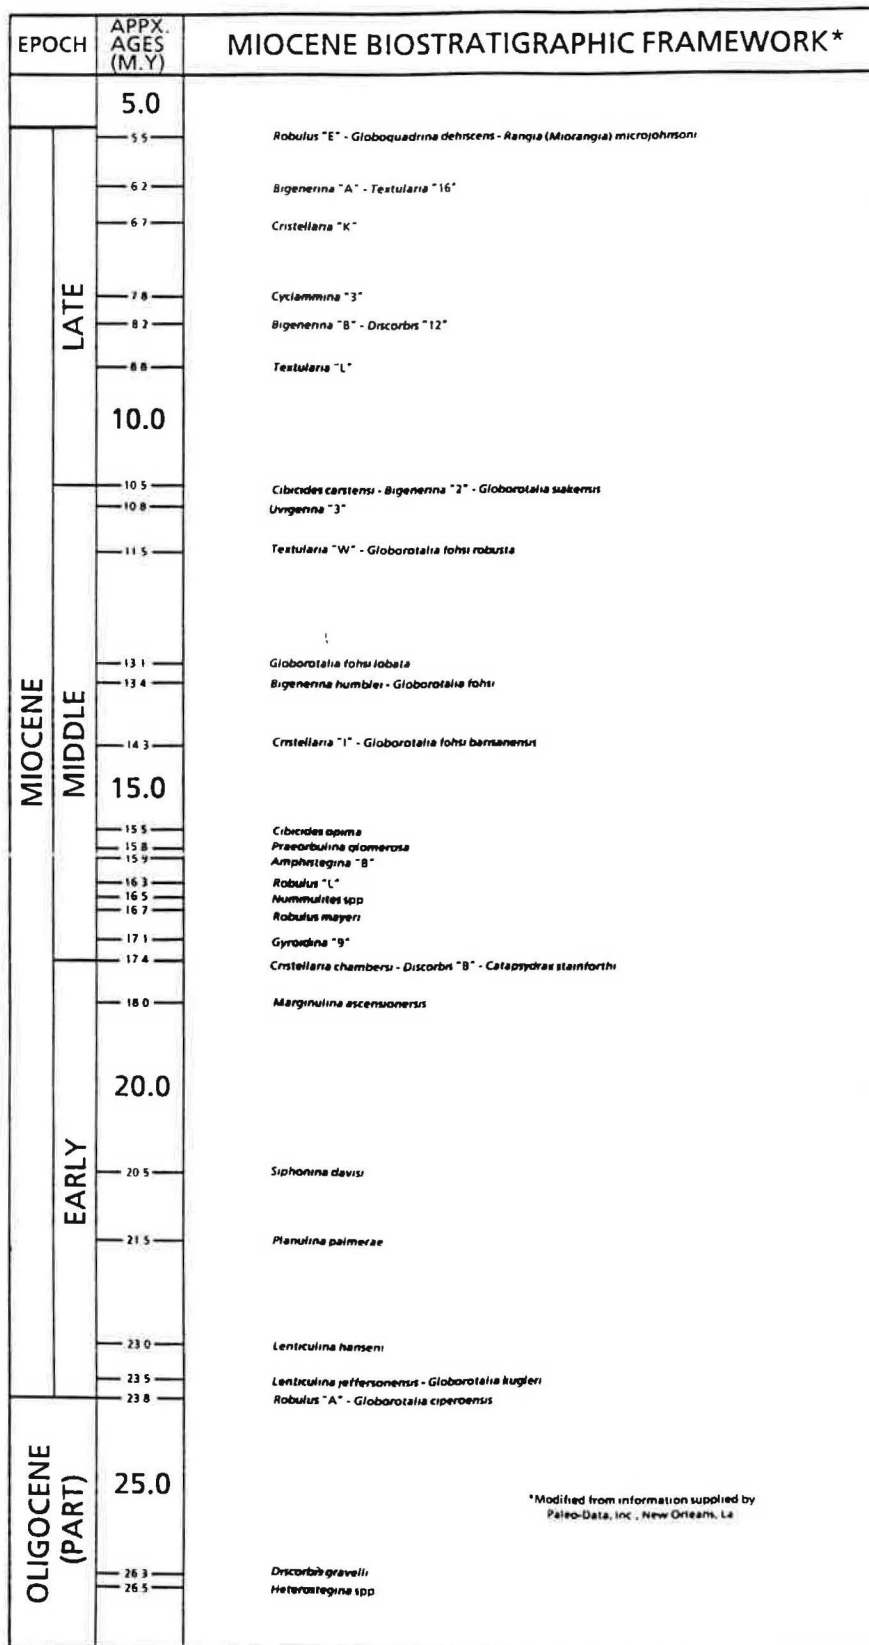 EPOCH
APPX.
AGES
(M.Y)
MIOCENE BIOSTRATIGRAPHIC FRAMEWORK*
5.0
5 5 Robulus "E" - Globoquadrina dehiscens - Rangia (Miorangia) microjohnsoni
6 2 Bigenerina "A" - Textularia "16"
6 7 Cristellaria "K"
7 8 Cyclammina "3"
8 2 Bigenerina "B" - Discorbis "12"
8 8 Textularia "L"
LATE
10.0
10 5 Cibicides carstensi - Bigenerina "2" - Globorotalia siakensis
10 8 Uvigerina "3"
11 5 Textularia "W" - Globorotalia fohsi robusta
13 1 Globorotalia fohsi lobata
13 4 Bigenerina humblei - Globorotalia fohsi
MIOCENE
MIDDLE
14 3 Cristellaria "I" - Globorotalia fohsi barisanensis
15.0
15 5 Cibicides opima
15 8 Praeorbulina glomerosa
15 9 Amphistegina "B"
16 3 Robulus "L"
16 5 Nummulites spp
16 7 Robulus mayeri
17 1 Gyroidina "9"
17 4 Cristellaria chambersi - Discorbis "B" - Catapsydrax stainforthi
18 0 Marginulina ascensionensis
20.0
EARLY
20 5 Siphonina davisi
21 5 Planulina palmerae
23 0 Lenticulina hanseni
23 5 Lenticulina jeffersonensis - Globorotalia kugleri
23 8 Robulus "A" - Globorotalia ciperoensis
OLIGOCENE
(PART)
25.0
*Modified from information supplied by
Paleo-Data, Inc , New Orleans, La
26 3 Discorbis gravelli
26 5 Heterostegina spp